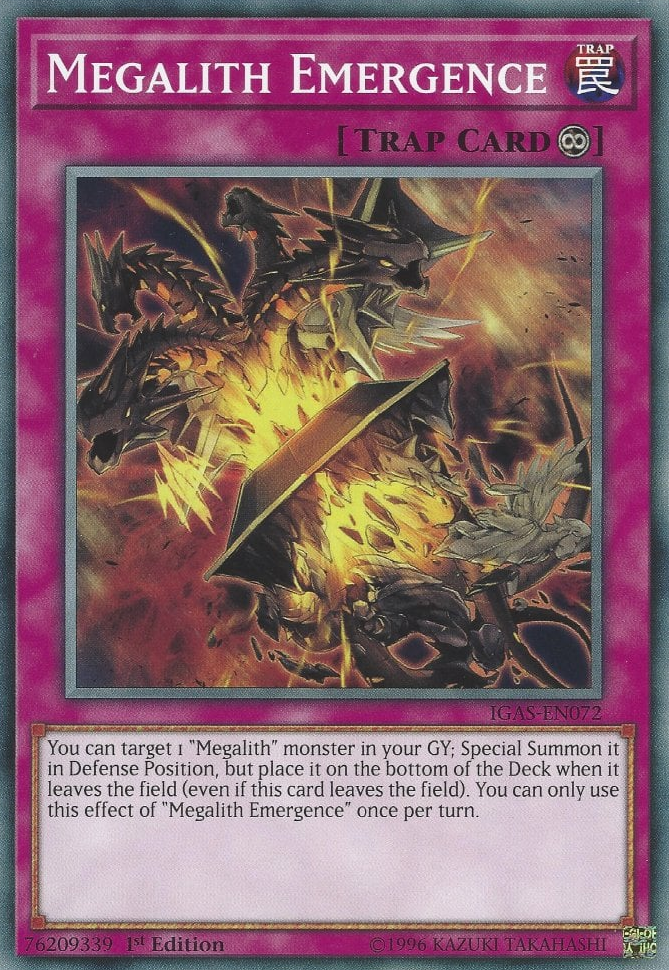 MEGALITH EMERGENCE
TRAP
罠
[TRAP CARD ]
IGAS-EN072
You can target 1 "Megalith" monster in your GY; Special Summon it
in Defense Position, but place it on the bottom of the Deck when it
leaves the field (even if this card leaves the field). You can only use
this effect of "Megalith Emergence" once per turn.
76209339 1st Edition
©1996 KAZUKI TAKAHASHI